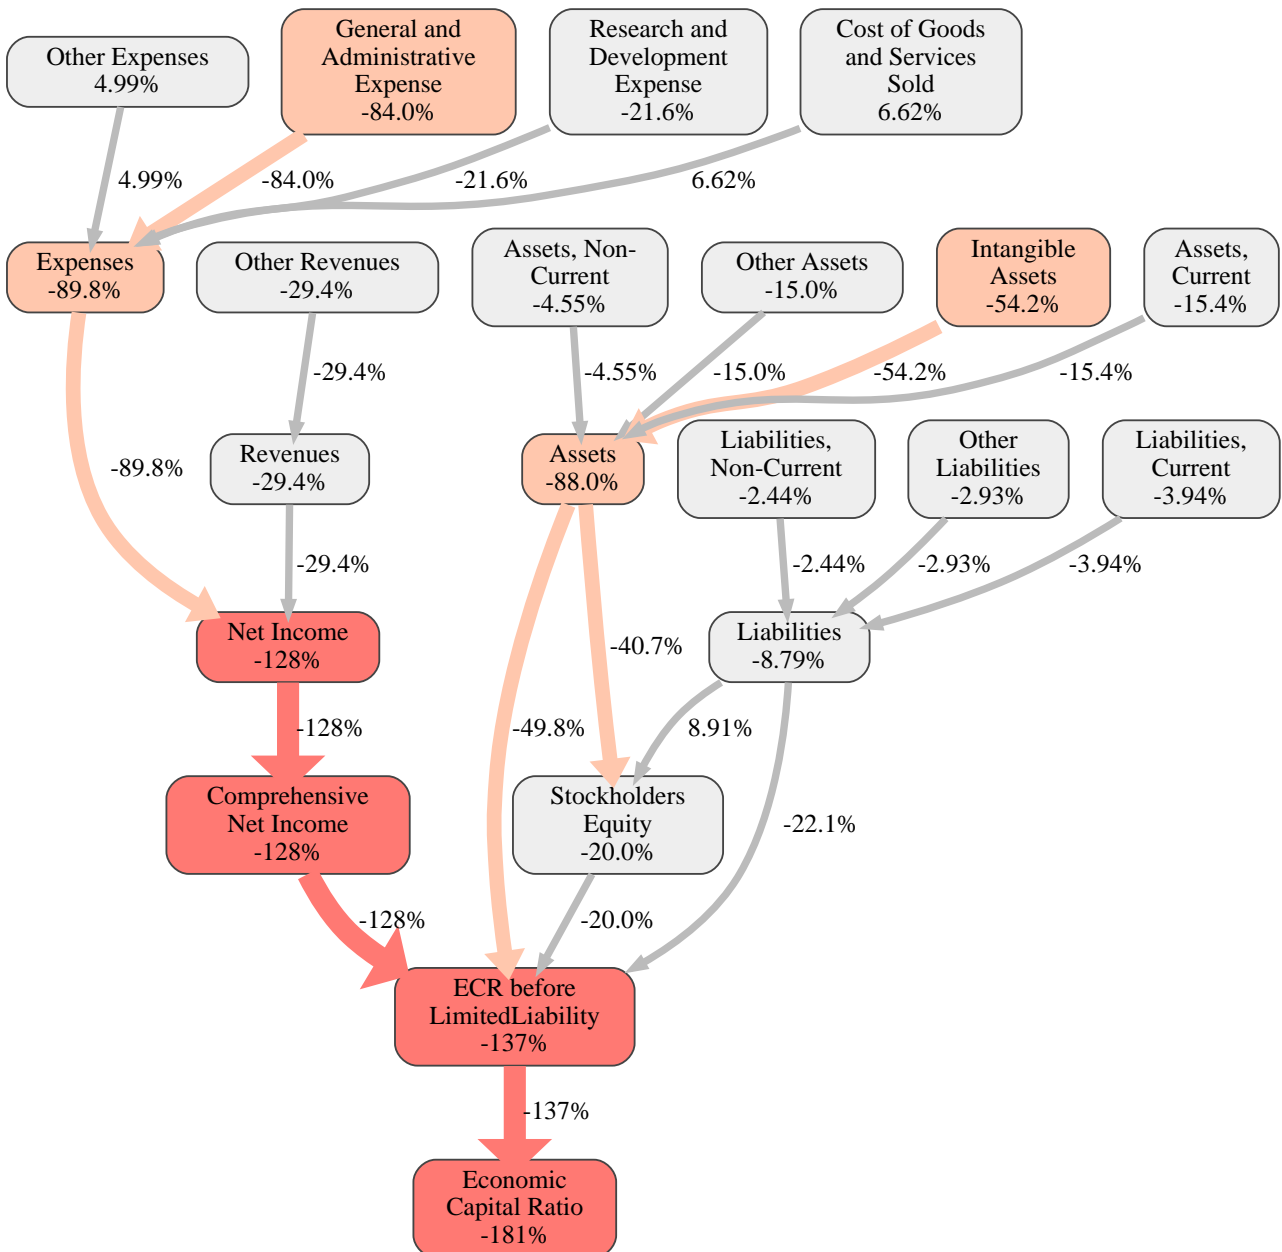 Other Expenses
4.99%
General and
Administrative
Expense
-84.0%
Research and
Development
Expense
-21.6%
Cost of Goods
and Services
Sold
6.62%
4.99%
-84.0%
-21.6%
6.62%
Expenses
-89.8%
Other Revenues
-29.4%
Assets, Non-
Current
-4.55%
Other Assets
-15.0%
Intangible
Assets
-54.2%
Assets,
Current
-15.4%
-29.4%
-4.55%
-15.0%
-54.2%
-15.4%
-89.8%
Revenues
-29.4%
Assets
-88.0%
Liabilities,
Non-Current
-2.44%
Other
Liabilities
-2.93%
Liabilities,
Current
-3.94%
-29.4%
-2.44%
-2.93%
-3.94%
Net Income
-128%
-40.7%
Liabilities
-8.79%
-128%
-49.8%
8.91%
Comprehensive
Net Income
-128%
Stockholders
Equity
-20.0%
-22.1%
-128%
-20.0%
ECR before
LimitedLiability
-137%
-137%
Economic
Capital Ratio
-181%